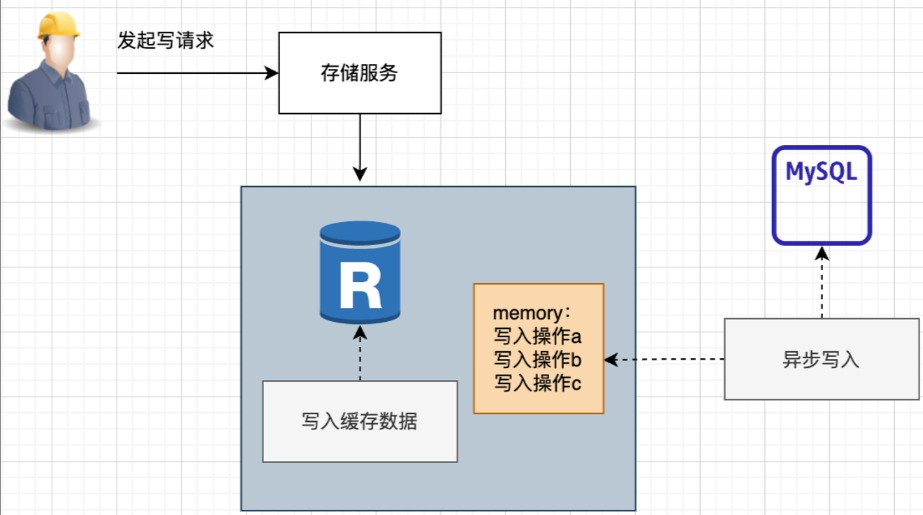 发起写请求
存储服务
MySQL
R
memory：
写入操作a
写入操作b
写入操作c
异步写入
写入缓存数据